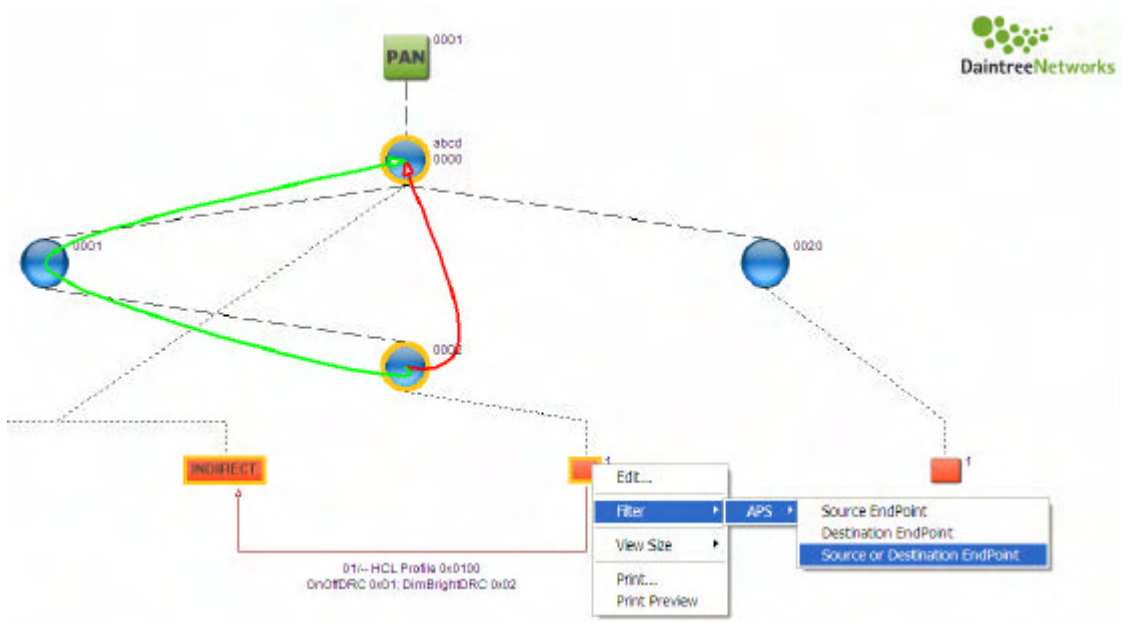 0001
PAN
DaintreeNetworks
abcd
0000
0001
0020
0002
INDIRECT
1
1
Edit...
Filter
APS
Source EndPoint
Destination EndPoint
Source or Destination EndPoint
View Size
Print...
Print Preview
01/-- HCL Profile 0x0100
OnOffDRC 0x01; DimBrightDRC 0x02